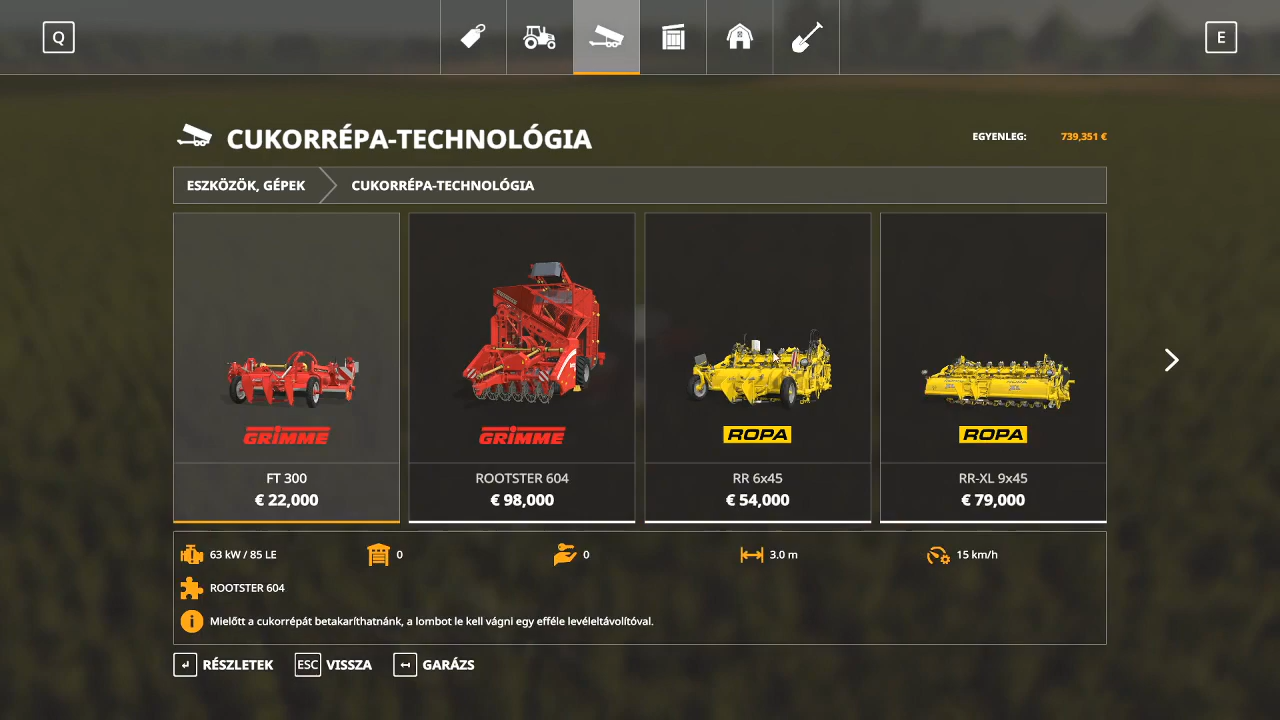 Q
E
CUKORRÉPA-TECHNOLÓGIA
EGYENLEG: 739,351 €
ESZKÖZÖK, GÉPEK CUKORRÉPA-TECHNOLÓGIA
GRIMME GRIMME ROPA ROPA
FT 300 ROOTSTER 604 RR 6x45 RR-XL 9x45
€ 22,000 € 98,000 € 54,000 € 79,000
63 kW / 85 LE 0 0 3.0 m 15 km/h
ROOTSTER 604
Mielőtt a cukorrépát betakaríthatnánk, a lombot le kell vágni egy efféle levéleltávolítóval.
RÉSZLETEK ESC VISSZA GARÁZS